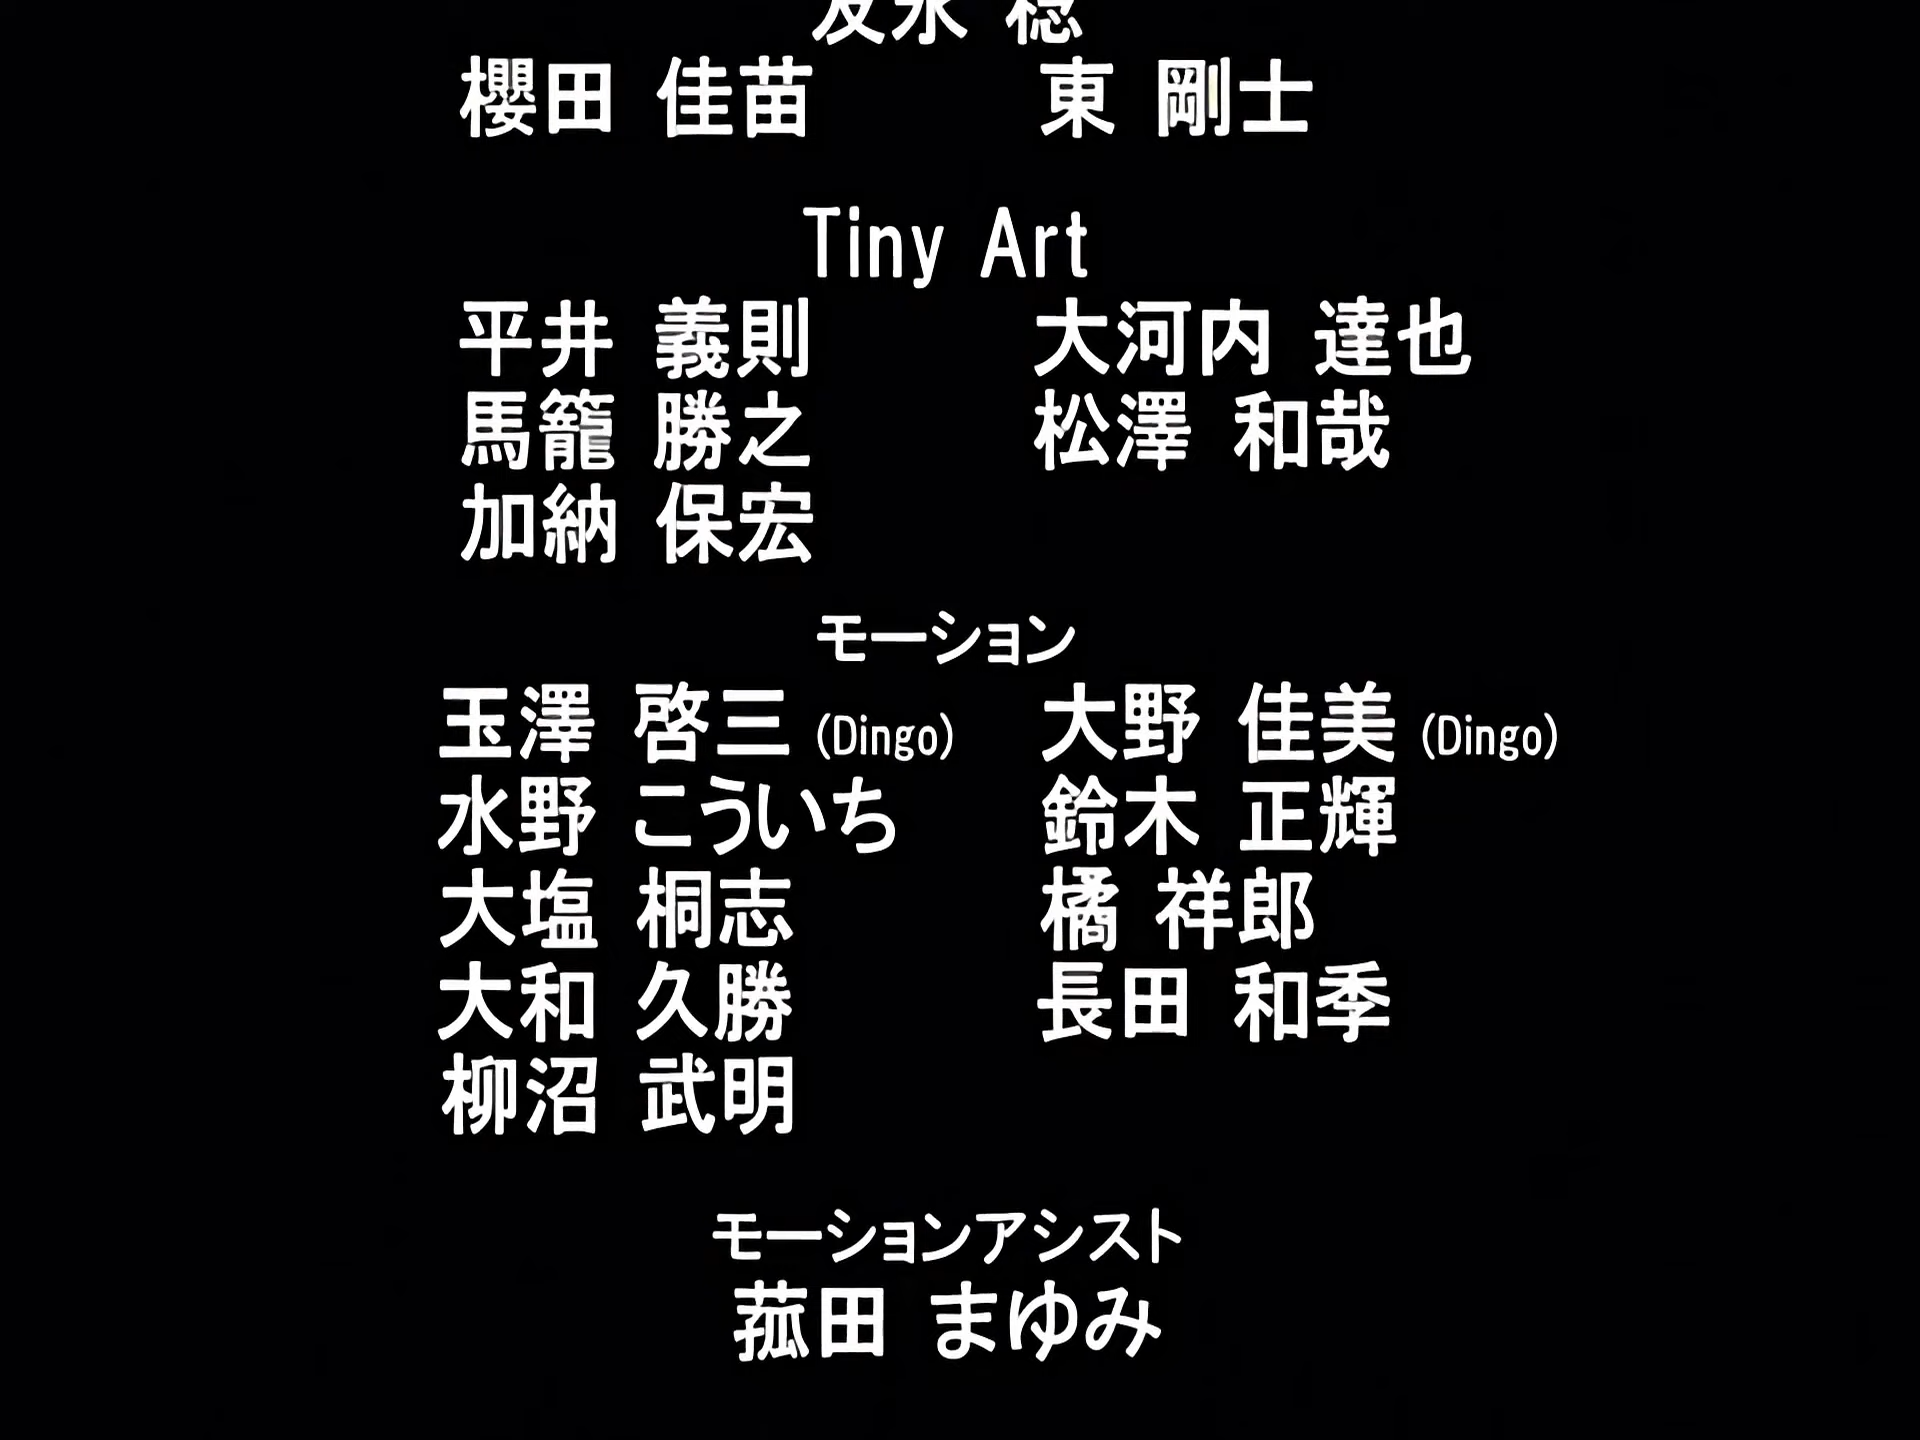 櫻田 佳苗 東 剛士
Tiny Art
平井 義則 大河内 達也
馬籠 勝之 松澤 和哉
加納 保宏
モーション
玉澤 啓三 (Dingo) 大野 佳美 (Dingo)
水野 こういち 鈴木 正輝
大塩 桐志 橘 祥郎
大和 久勝 長田 和季
柳沼 武明
モーションアシスト
菰田 まゆみ